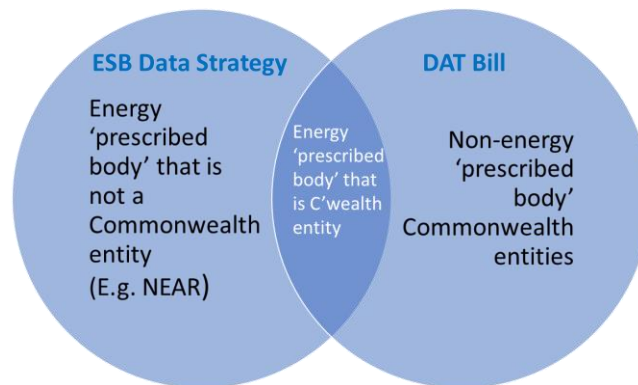 ESB Data Strategy
Energy
‘prescribed
body’ that is
not a
Commonwealth
entity
(E.g. NEAR)
Energy
‘prescribed
body’ that
is C’wealth
entity
DAT Bill
Non-energy
‘prescribed
body’
Commonwealth
entities